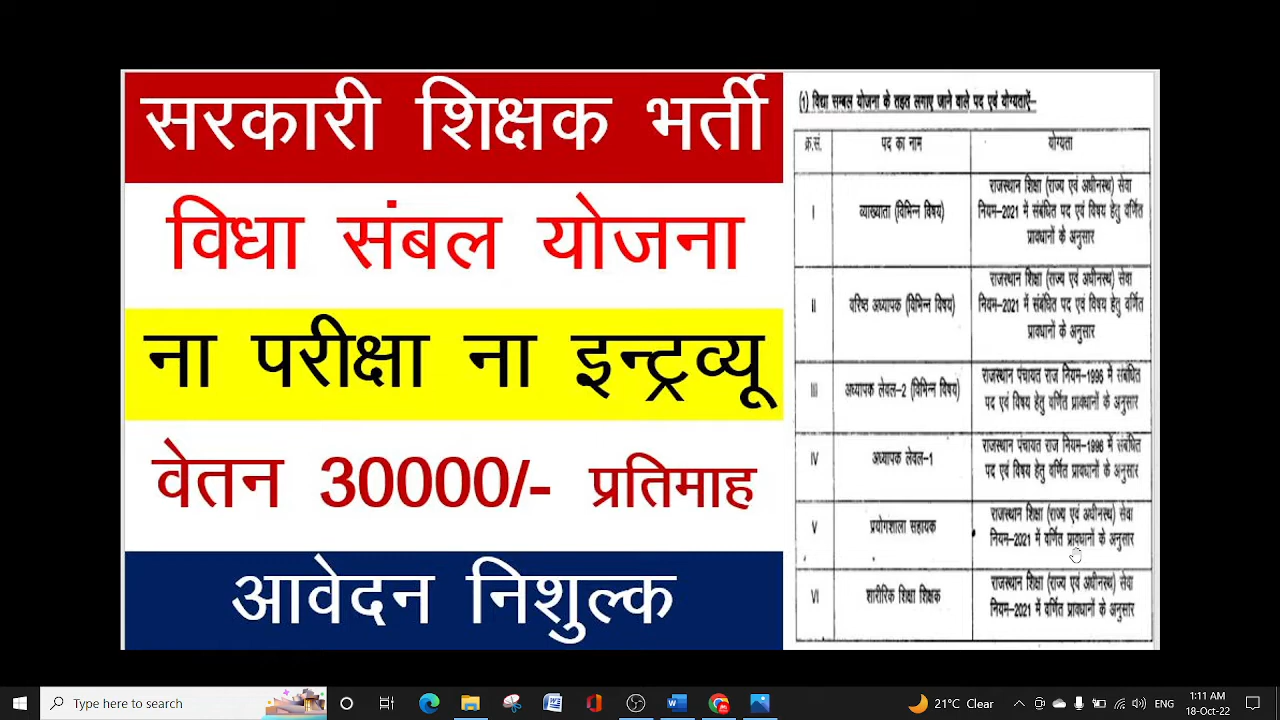 सरकारी शिक्षक भर्ती
विधा संबल योजना
ना परीक्षा ना इन्ट्रव्यू
वेतन 30000/- प्रतिमाह
आवेदन निशुल्क
(1) विद्या सम्बल योजना के तहत लगाए जाने वाले पद एवं योग्यताऐं–
क्र.सं. पद का नाम योग्यता
I व्याख्याता (विभिन्न विषय) राजस्थान शिक्षा (राज्य एवं अधीनस्थ) सेवा
नियम–2021 में संबंधित पद एवं विषय हेतु वर्णित
प्रावधानों के अनुसार
II वरिष्ठ अध्यापक (विभिन्न विषय) राजस्थान शिक्षा (राज्य एवं अधीनस्थ) सेवा
नियम–2021 में संबंधित पद एवं विषय हेतु वर्णित
प्रावधानों के अनुसार
III अध्यापक लेवल–2 (विभिन्न विषय) राजस्थान पंचायत राज नियम–1996 में संबंधित
पद एवं विषय हेतु वर्णित प्रावधानों के अनुसार
IV अध्यापक लेवल–1 राजस्थान पंचायत राज नियम–1996 में संबंधित
पद एवं विषय हेतु वर्णित प्रावधानों के अनुसार
V प्रयोगशाला सहायक राजस्थान शिक्षा (राज्य एवं अधीनस्थ) सेवा
नियम–2021 में वर्णित प्रावधानों के अनुसार
VI शारीरिक शिक्षा शिक्षक राजस्थान शिक्षा (राज्य एवं अधीनस्थ) सेवा
नियम–2021 में वर्णित प्रावधानों के अनुसार
Type here to search
21°C Clear
ENG
1:11 AM
18-Oct-22